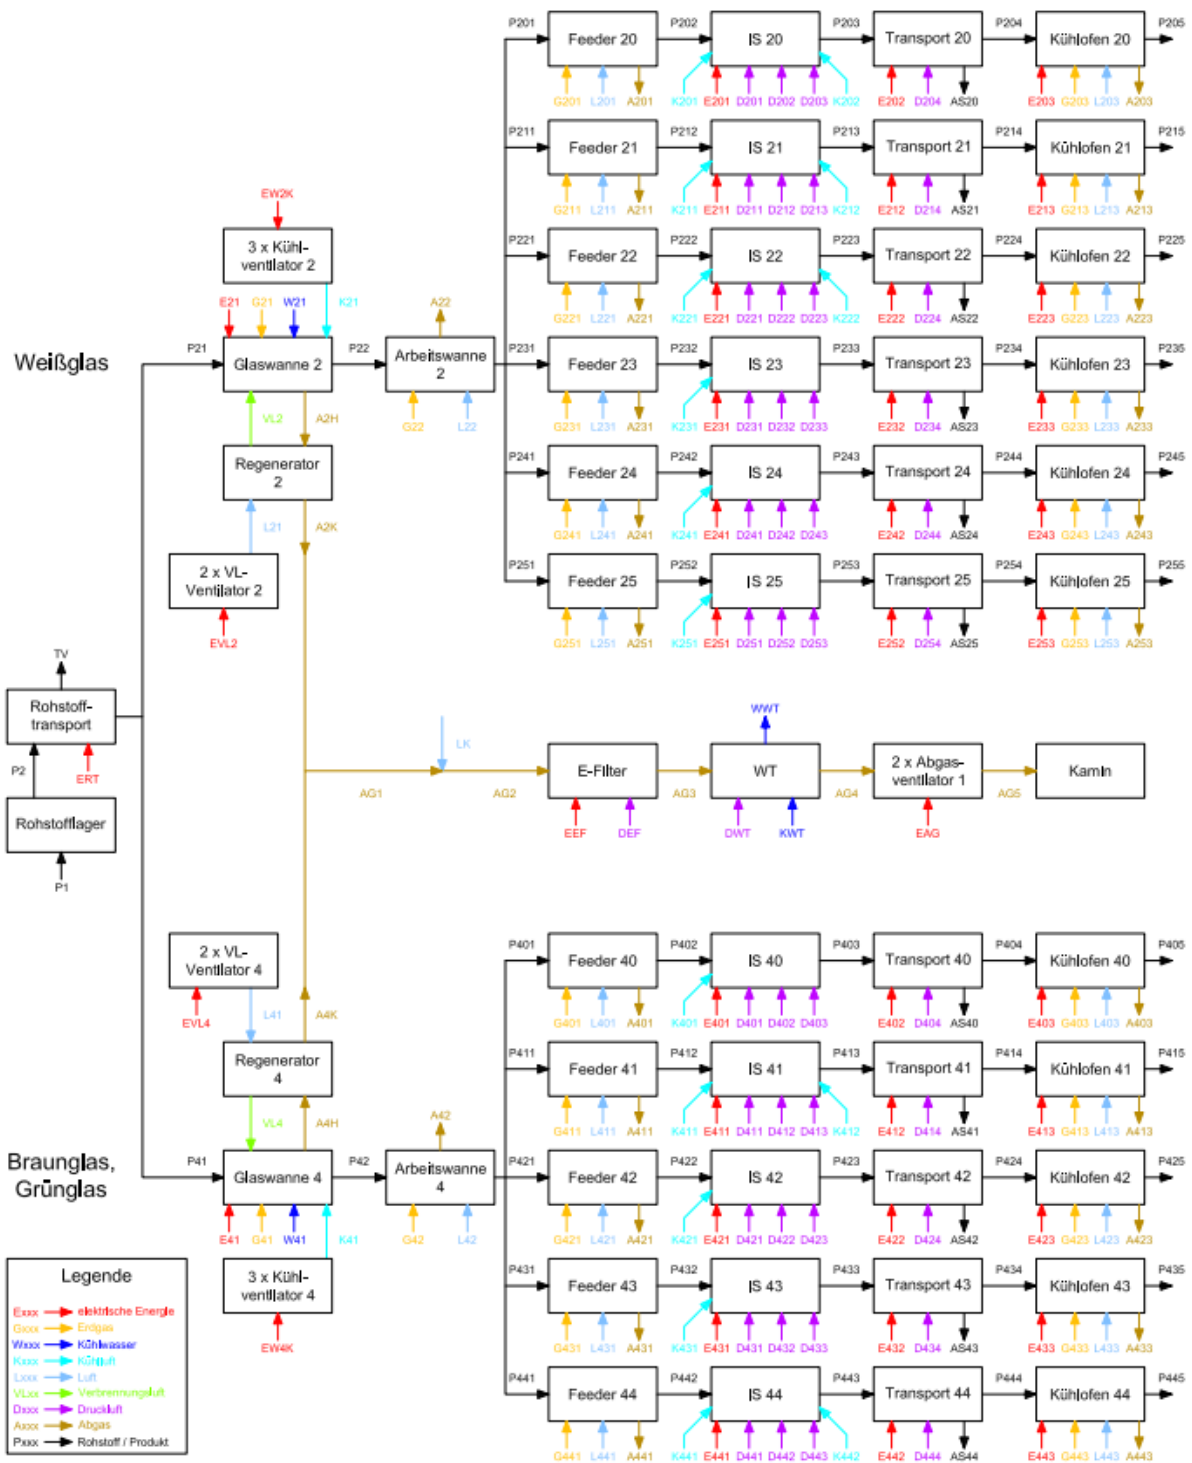 P201 P202 P203 P204 P205
Feeder 20 IS 20 Transport 20 Kühlofen 20
G201 L201 A201 K201 E201 D201 D202 D203 K202 E202 D204 AS20 E203 G203 L203 A203
P211 P212 P213 P214 P215
Feeder 21 IS 21 Transport 21 Kühlofen 21
G211 L211 A211 K211 E211 D211 D212 D213 K212 E212 D214 AS21 E213 G213 L213 A213
EW2K
P221 P222 P223 P224 P225
3 x Kühl-
ventilator 2
Feeder 22 IS 22 Transport 22 Kühlofen 22
G221 L221 A221 K221 E221 D221 D222 D223 K222 E222 D224 AS22 E223 G223 L223 A223
E21 G21 W21 K21 A22
Weißglas
P21 Glaswanne 2 P22 Arbeitswanne
2
P231 P232 P233 P234 P235
Feeder 23 IS 23 Transport 23 Kühlofen 23
G231 L231 A231 K231 E231 D231 D232 D233 E232 D234 AS23 E233 G233 L233 A233
VL2 A2H G22 L22
Regenerator
2
P241 P242 P243 P244 P245
Feeder 24 IS 24 Transport 24 Kühlofen 24
G241 L241 A241 K241 E241 D241 D242 D243 E242 D244 AS24 E243 G243 L243 A243
L21 A2K
2 x VL-
Ventilator 2
EVL2
P251 P252 P253 P254 P255
Feeder 25 IS 25 Transport 25 Kühlofen 25
G251 L251 A251 K251 E251 D251 D252 D253 E252 D254 AS25 E253 G253 L253 A253
TV
Rohstoff-
transport
P2 ERT
Rohstofflager
P1
LK WWT
AG1 AG2 E-Filter AG3 WT AG4 2 x Abgas-
ventilator 1
AG5 Kamin
EEF DEF DWT KWT EAG
2 x VL-
Ventilator 4
EVL4 L41 A4K
P401 P402 P403 P404 P405
Feeder 40 IS 40 Transport 40 Kühlofen 40
G401 L401 A401 K401 E401 D401 D402 D403 E402 D404 AS40 E403 G403 L403 A403
Regenerator
4
VL4 A4H A42
P411 P412 P413 P414 P415
Feeder 41 IS 41 Transport 41 Kühlofen 41
G411 L411 A411 K411 E411 D411 D412 D413 K412 E412 D414 AS41 E413 G413 L413 A413
Braunglas,
Grünglas
P41 Glaswanne 4 P42 Arbeitswanne
4
E41 G41 W41 K41 G42 L42
P421 P422 P423 P424 P425
Feeder 42 IS 42 Transport 42 Kühlofen 42
G421 L421 A421 K421 E421 D421 D422 D423 E422 D424 AS42 E423 G423 L423 A423
3 x Kühl-
ventilator 4
EW4K
P431 P432 P433 P434 P435
Feeder 43 IS 43 Transport 43 Kühlofen 43
G431 L431 A431 K431 E431 D431 D432 D433 E432 D434 AS43 E433 G433 L433 A433
P441 P442 P443 P444 P445
Feeder 44 IS 44 Transport 44 Kühlofen 44
G441 L441 A441 K441 E441 D441 D442 D443 K442 E442 D444 AS44 E443 G443 L443 A443
Legende
Exxx elektrische Energie
Gxxx Erdgas
Wxxx Kühlwasser
Kxxx Kühlluft
Lxxx Luft
VLxx Verbrennungsluft
Dxxx Druckluft
Axxx Abgas
Pxxx Rohstoff / Produkt